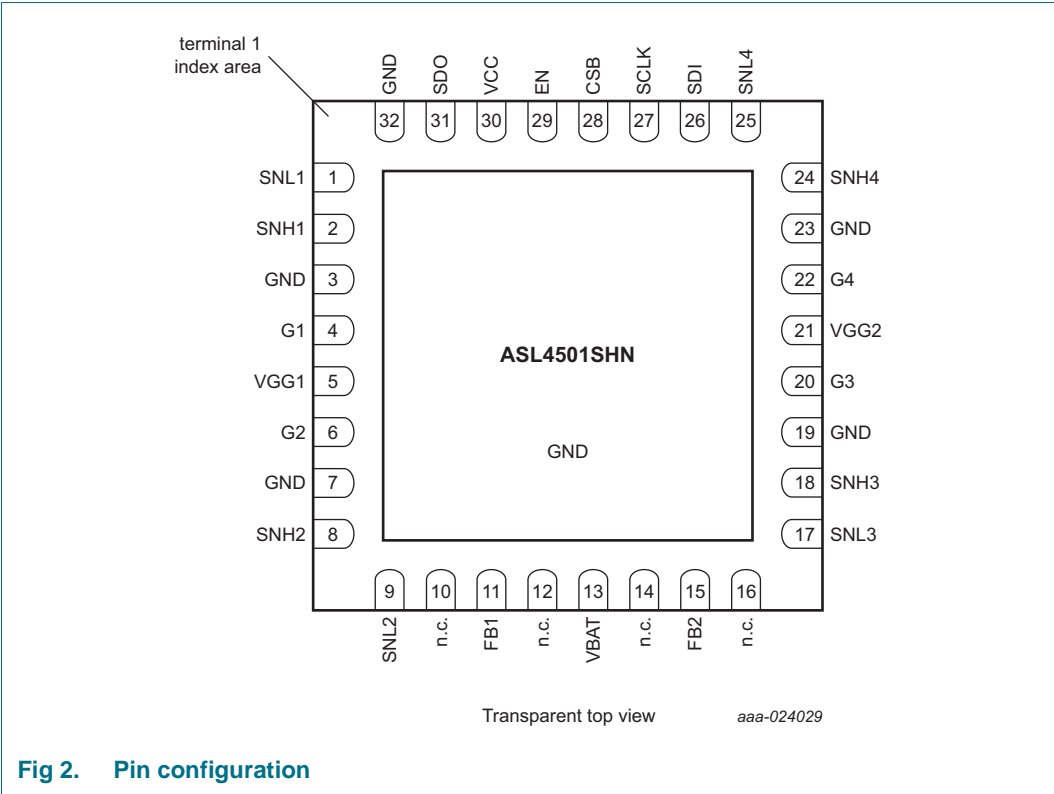 terminal 1
index area
GND
SDO
VCC
EN
CSB
SCLK
SDI
SNL4
32
31
30
29
28
27
26
25
SNL1 1
24 SNH4
SNH1 2
23 GND
GND 3
22 G4
G1 4
21 VGG2
VGG1 5
20 G3
G2 6
19 GND
GND 7
18 SNH3
SNH2 8
17 SNL3
ASL4501SHN
GND
9
10
11
12
13
14
15
16
SNL2
n.c.
FB1
n.c.
VBAT
n.c.
FB2
n.c.
Transparent top view
aaa-024029
Fig 2. Pin configuration